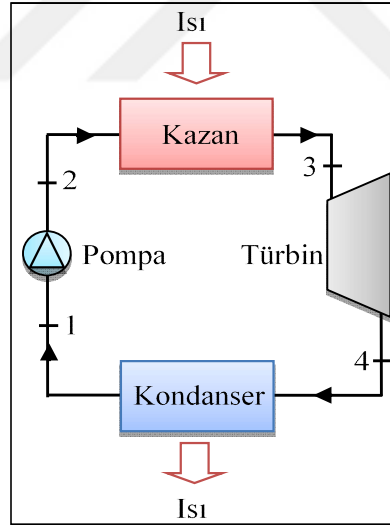 Isı
Kazan
3
2
Pompa
Türbin
1
4
Kondanser
Isı